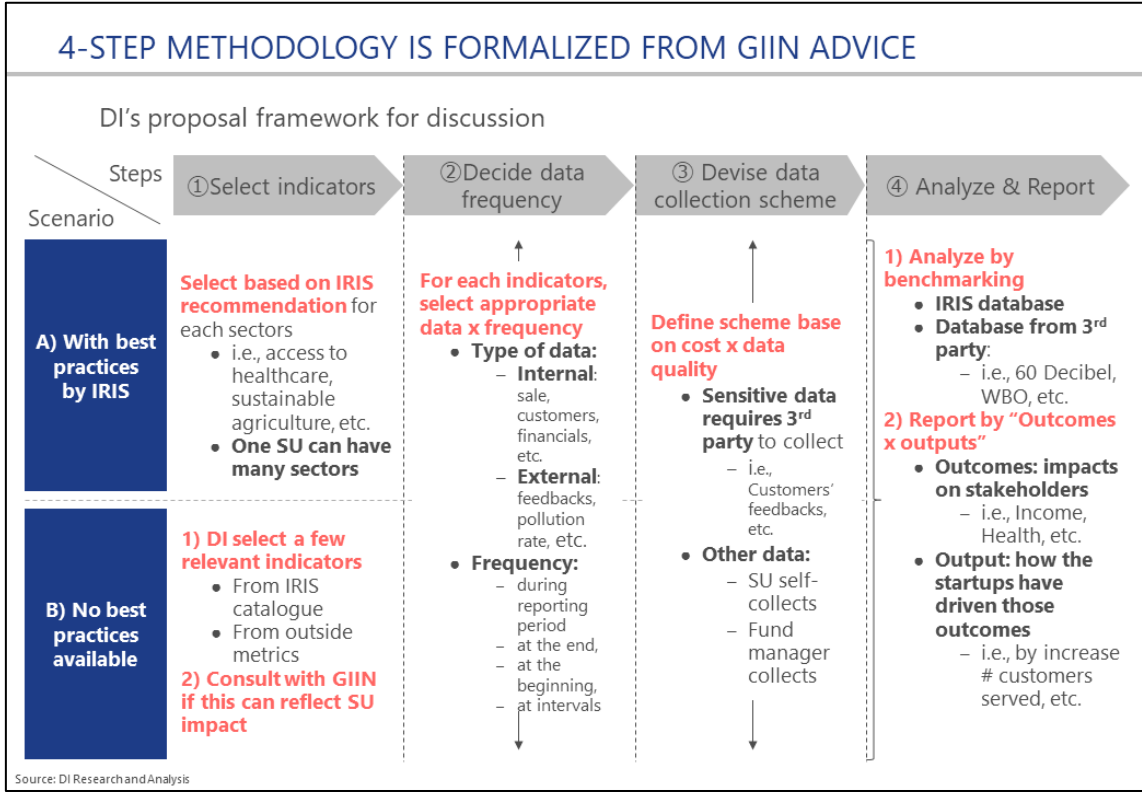 4-STEP METHODOLOGY IS FORMALIZED FROM GIIN ADVICE
DI's proposal framework for discussion
Steps
Scenario
①Select indicators
②Decide data
frequency
③ Devise data
collection scheme
④ Analyze & Report
A) With best
practices
by IRIS
Select based on IRIS
recommendation for
each sectors
● i.e., access to
healthcare,
sustainable
agriculture, etc.
● One SU can have
many sectors
B) No best
practices
available
1) DI select a few
relevant indicators
● From IRIS
catalogue
● From outside
metrics
2) Consult with GIIN
if this can reflect SU
impact
For each indicators,
select appropriate
data x frequency
● Type of data:
– Internal:
sale,
customers,
financials,
etc.
– External:
feedbacks,
pollution
rate, etc.
● Frequency:
– during
reporting
period
– at the end,
– at the
beginning,
– at intervals
Define scheme base
on cost x data
quality
● Sensitive data
requires 3rd
party to collect
– i.e.,
Customers'
feedbacks,
etc.
● Other data:
– SU self-
collects
– Fund
manager
collects
1) Analyze by
benchmarking
● IRIS database
● Database from 3rd
party:
– i.e., 60 Decibel,
WBO, etc.
2) Report by "Outcomes
x outputs"
● Outcomes: impacts
on stakeholders
– i.e., Income,
Health, etc.
● Output: how the
startups have
driven those
outcomes
– i.e., by increase
# customers
served, etc.
Source: DI Research and Analysis